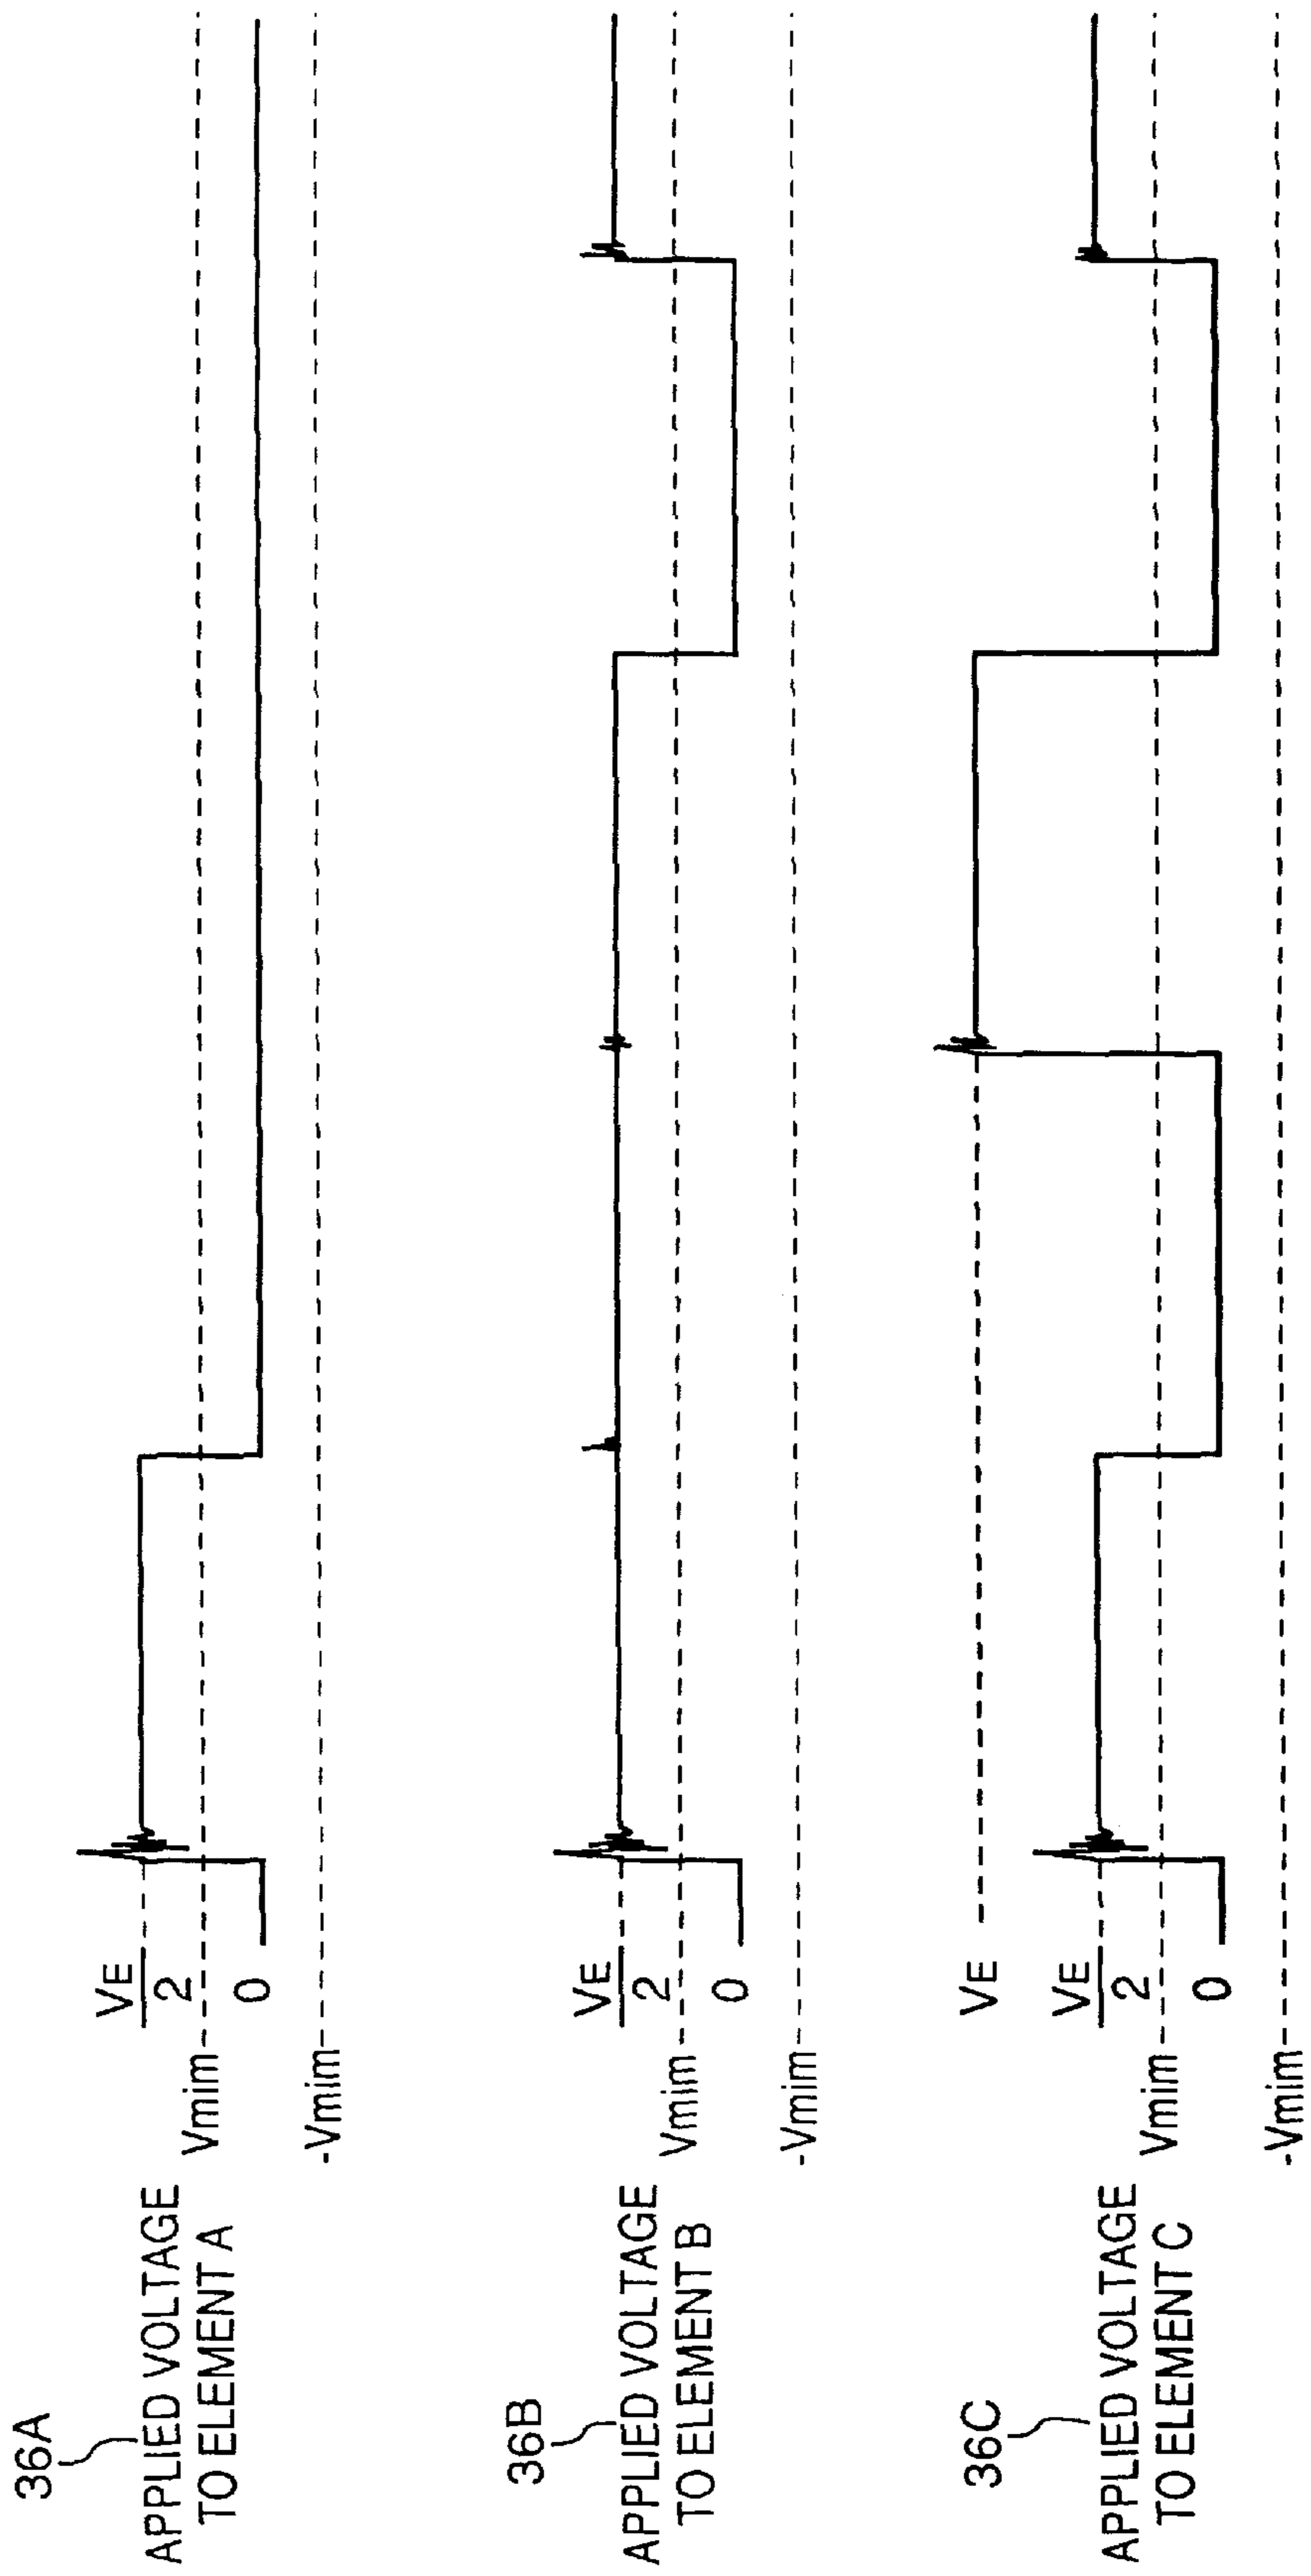 36A
APPLIED VOLTAGE
TO ELEMENT A
VE
2
Vmim
0
-Vmim
36B
APPLIED VOLTAGE
TO ELEMENT B
VE
2
Vmim
0
-Vmim
36C
APPLIED VOLTAGE
TO ELEMENT C
VE
VE
2
Vmim
0
-Vmim